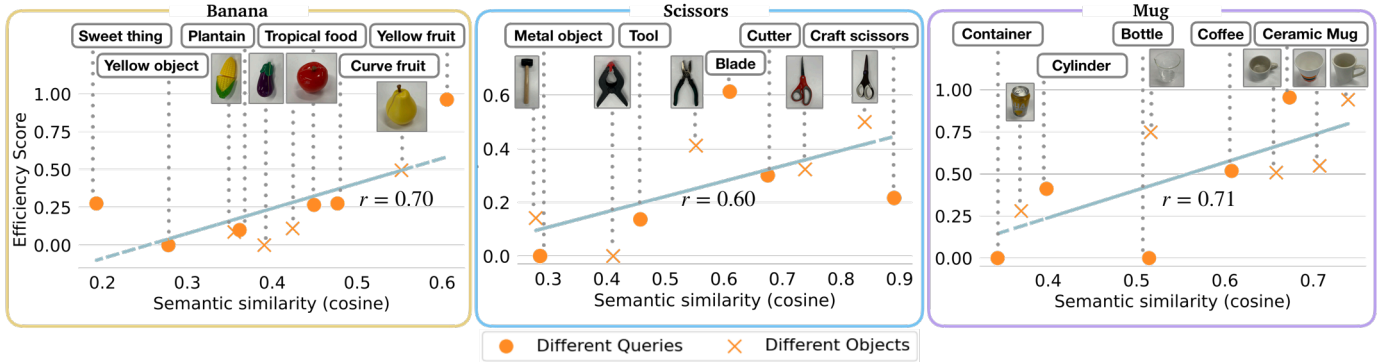 Banana
Sweet thing
Plantain
Tropical food
Yellow fruit
Yellow object
Curve fruit
Efficiency Score
1.00
0.75
0.50
0.25
0.00
r = 0.70
0.2 0.3 0.4 0.5 0.6
Semantic similarity (cosine)
Scissors
Metal object
Tool
Cutter
Craft scissors
Blade
0.6
0.4
0.2
0.0
r = 0.60
0.3 0.4 0.5 0.6 0.7 0.8 0.9
Semantic similarity (cosine)
Mug
Container
Bottle
Coffee
Ceramic Mug
Cylinder
1.00
0.75
0.50
0.25
0.00
r = 0.71
0.4 0.5 0.6 0.7
Semantic similarity (cosine)
Different Queries
Different Objects